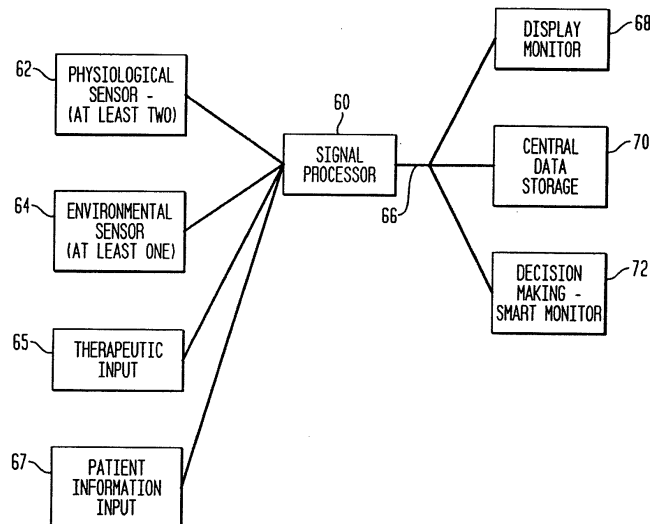 62
PHYSIOLOGICAL
SENSOR -
(AT LEAST TWO)
64
ENVIRONMENTAL
SENSOR
(AT LEAST ONE)
65
THERAPEUTIC
INPUT
67
PATIENT
INFORMATION
INPUT
60
SIGNAL
PROCESSOR
66
68
DISPLAY
MONITOR
70
CENTRAL
DATA
STORAGE
72
DECISION
MAKING -
SMART MONITOR